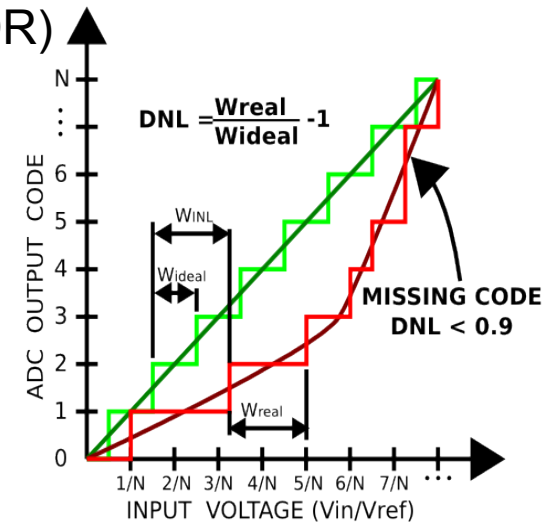 OR)
N
DNL = Wreal / Wideal -1
⋮
6
5
4
3
2
1
0
ADC OUTPUT CODE
WINL
Wideal
MISSING CODE
DNL < 0.9
Wreal
1/N 2/N 3/N 4/N 5/N 6/N 7/N ...
INPUT VOLTAGE (Vin/Vref)